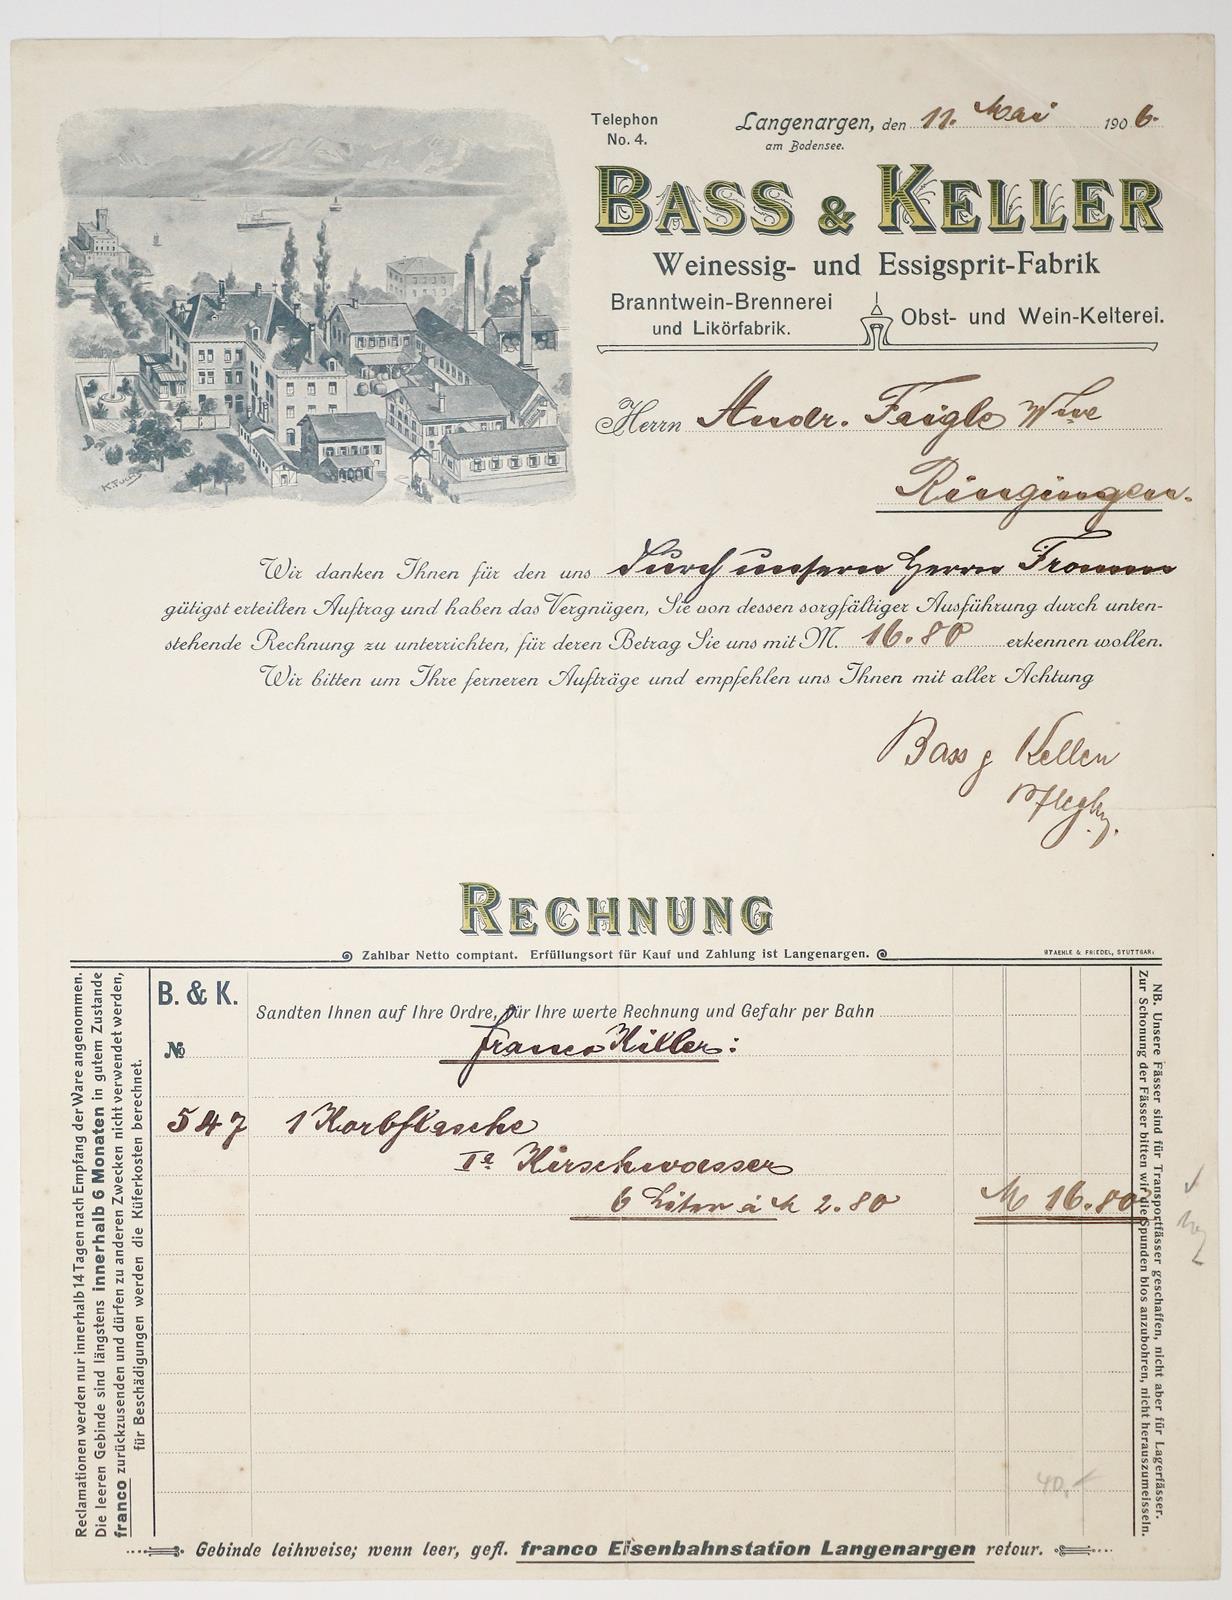 Telephon
No. 4.
Langenargen, den 11. Mai 1906.
am Bodensee.
BASS & KELLER
Weinessig- und Essigsprit-Fabrik
Branntwein-Brennerei
und Likörfabrik.
Obst- und Wein-Kelterei.
Herrn Andr. Faigle Wwe
Ringingen.
Wir danken Ihnen für den uns durch unsern Herrn Fromm
gütigst erteilten Auftrag und haben das Vergnügen, Sie von dessen sorgfältiger Ausführung durch unten-
stehende Rechnung zu unterrichten, für deren Betrag Sie uns mit M. 16.80 erkennen wollen.
Wir bitten um Ihre ferneren Aufträge und empfehlen uns Ihnen mit aller Achtung
Bass & Keller
RECHNUNG
Zahlbar Netto comptant. Erfüllungsort für Kauf und Zahlung ist Langenargen.
STAEHLE & FRIEDEL, STUTTGART
B. & K.
Sandten Ihnen auf Ihre Ordre, für Ihre werte Rechnung und Gefahr per Bahn
№
franco Killer:
547 1 Korbflasche
Ia Kirschwasser
6 Liter à M 2.80 M 16.80
40,-
Reclamationen werden nur innerhalb 14 Tagen nach Empfang der Ware angenommen.
Die leeren Gebinde sind längstens innerhalb 6 Monaten in gutem Zustande
franco zurückzusenden und dürfen zu anderen Zwecken nicht verwendet werden,
für Beschädigungen werden die Küferkosten berechnet.
NB. Unsere Fässer sind für Transportfässer geschaffen, nicht aber für Lagerfässer.
Zur Schonung der Fässer bitten wir die Spunden blos anzubohren, nicht herauszumeisseln.
Gebinde leihweise; wenn leer, gefl. franco Eisenbahnstation Langenargen retour.